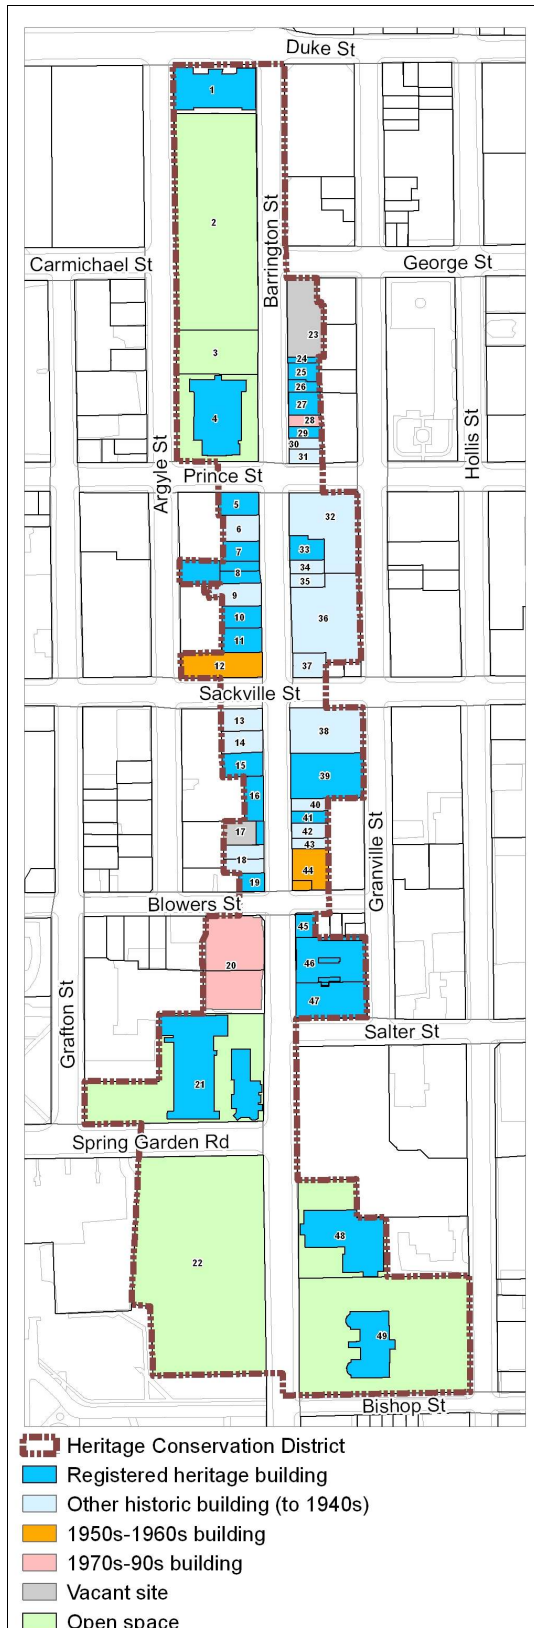 Duke St
1
Barrington St
2
Carmichael St
George St
23
3
24
25
26
4
27
28
29
30
31
Argyle St
Hollis St
Prince St
5
32
6
33
7
34
8
35
9
10
36
11
12
37
Sackville St
13
38
14
15
39
16
40
41
17
42
43
18
44
19
Granville St
Blowers St
45
20
46
47
Grafton St
Salter St
21
Spring Garden Rd
48
22
49
Bishop St
Heritage Conservation District
Registered heritage building
Other historic building (to 1940s)
1950s-1960s building
1970s-90s building
Vacant site
Open space